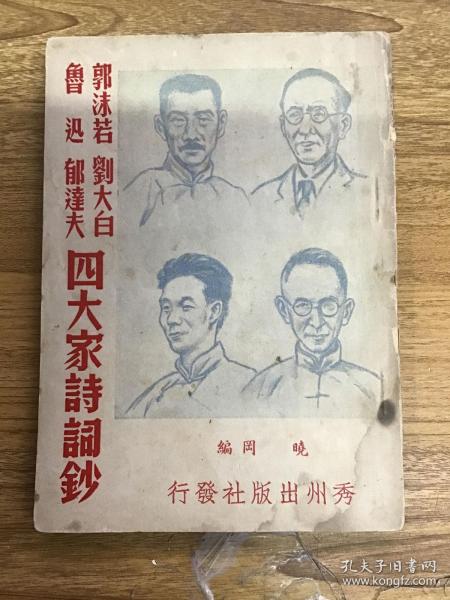 郭沫若 劉大白
魯迅 郁達夫
四大家詩詞鈔
曉岡編
秀州出版社發行
孔夫子旧书网
www.kongfz.com